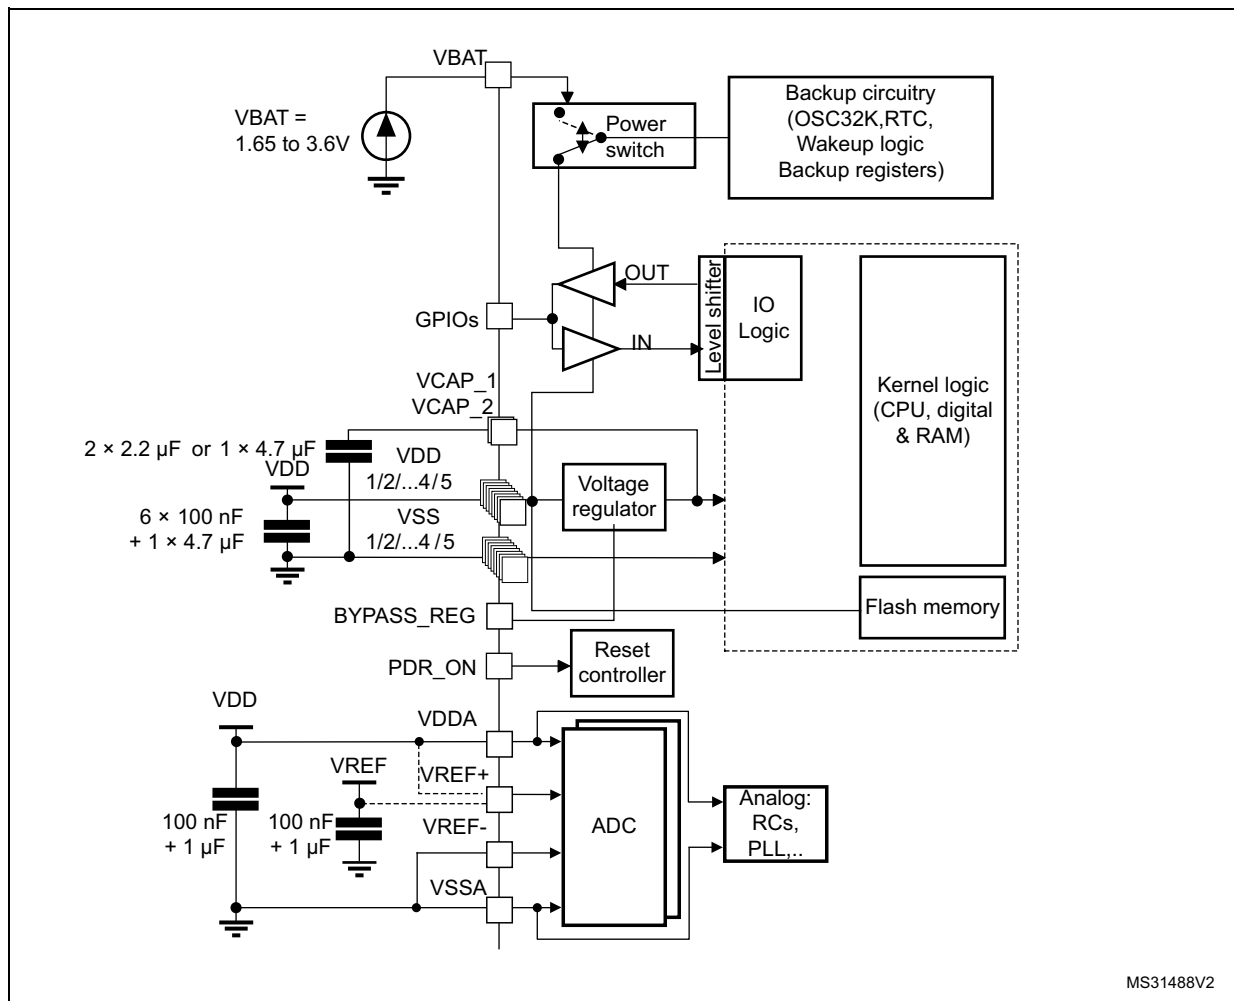 VBAT
VBAT =
1.65 to 3.6V
Power
switch
Backup circuitry
(OSC32K,RTC,
Wakeup logic
Backup registers)
OUT
GPIOs
IN
Level shifter
IO
Logic
Kernel logic
(CPU, digital
& RAM)
VCAP_1
VCAP_2
2 × 2.2 µF or 1 × 4.7 µF
VDD
VDD
1/2/...4/5
Voltage
regulator
6 × 100 nF
+ 1 × 4.7 µF
VSS
1/2/...4/5
Flash memory
BYPASS_REG
PDR_ON
Reset
controller
VDD
VDDA
VREF
VREF+
100 nF
+ 1 µF
100 nF
+ 1 µF
VREF-
VSSA
ADC
Analog:
RCs,
PLL,..
MS31488V2